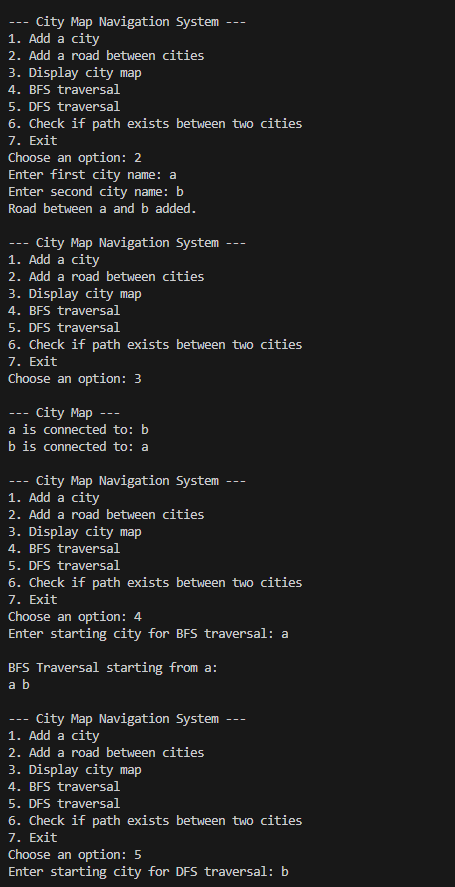 --- City Map Navigation System ---
1. Add a city
2. Add a road between cities
3. Display city map
4. BFS traversal
5. DFS traversal
6. Check if path exists between two cities
7. Exit
Choose an option: 2
Enter first city name: a
Enter second city name: b
Road between a and b added.

--- City Map Navigation System ---
1. Add a city
2. Add a road between cities
3. Display city map
4. BFS traversal
5. DFS traversal
6. Check if path exists between two cities
7. Exit
Choose an option: 3

--- City Map ---
a is connected to: b
b is connected to: a

--- City Map Navigation System ---
1. Add a city
2. Add a road between cities
3. Display city map
4. BFS traversal
5. DFS traversal
6. Check if path exists between two cities
7. Exit
Choose an option: 4
Enter starting city for BFS traversal: a

BFS Traversal starting from a:
a b

--- City Map Navigation System ---
1. Add a city
2. Add a road between cities
3. Display city map
4. BFS traversal
5. DFS traversal
6. Check if path exists between two cities
7. Exit
Choose an option: 5
Enter starting city for DFS traversal: b